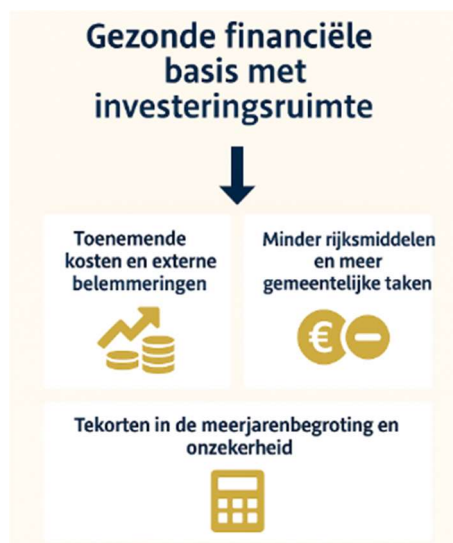 Gezonde financiële
basis met
investeringsruimte
Toenemende
kosten en externe
belemmeringen
Minder rijksmiddelen
en meer
gemeentelijke taken
€
Tekorten in de meerjarenbegroting en
onzekerheid